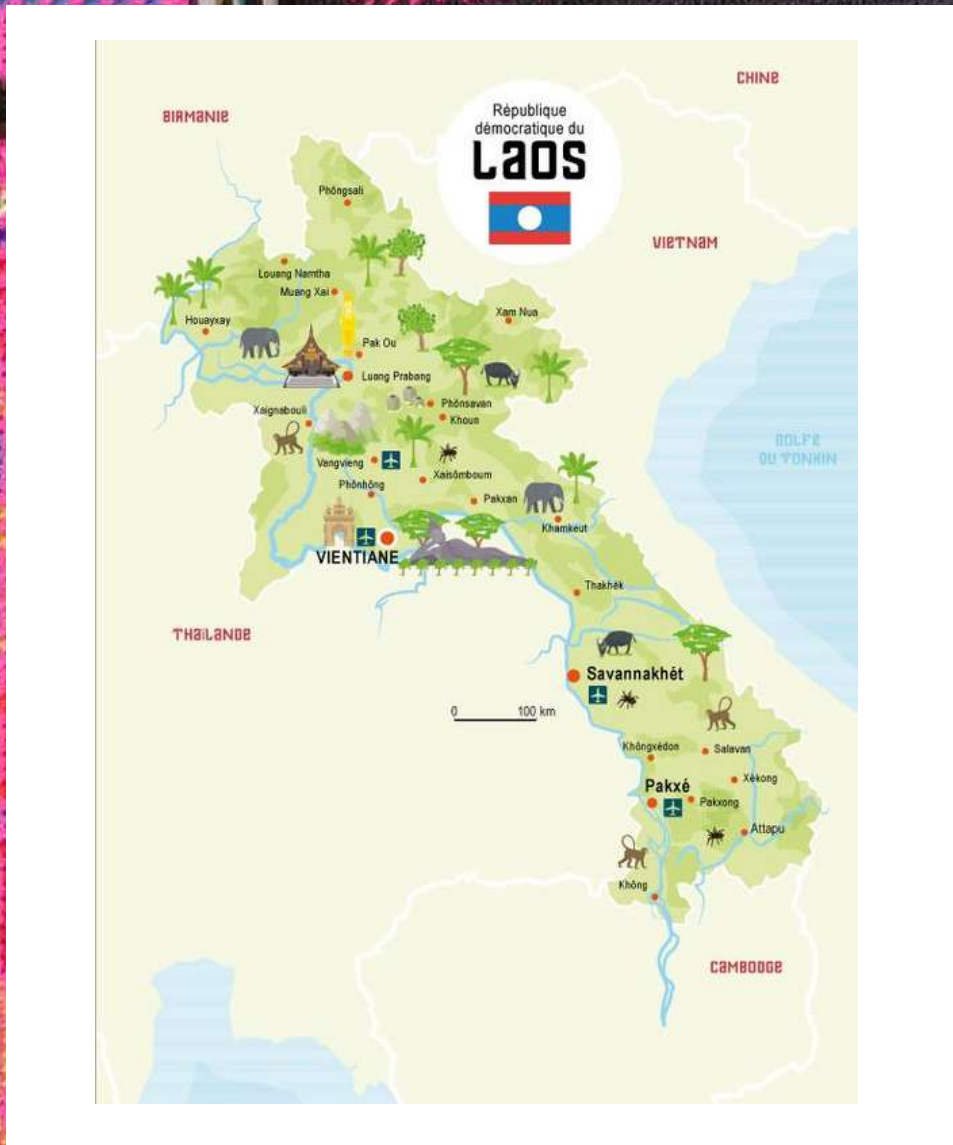 CHINE
BIRMANIE
République
démocratique du
Laos
VIETNAM
Phôngsali
Louang Namtha
Muang Xai
Houayxay
Xam Nua
Pak Ou
Luang Prabang
Xaignabouli
Phônsavan
Khoun
Vangvieng
Xaisômboum
Phônhông
Pakxan
Khamkeut
VIENTIANE
GOLFE
DU TONKIN
Thakhèk
THAÏLANDE
Savannakhét
0 100 km
Khôngxédon
Salavan
Xékong
Pakxé
Pakxong
Attapu
Không
CAMBODGE